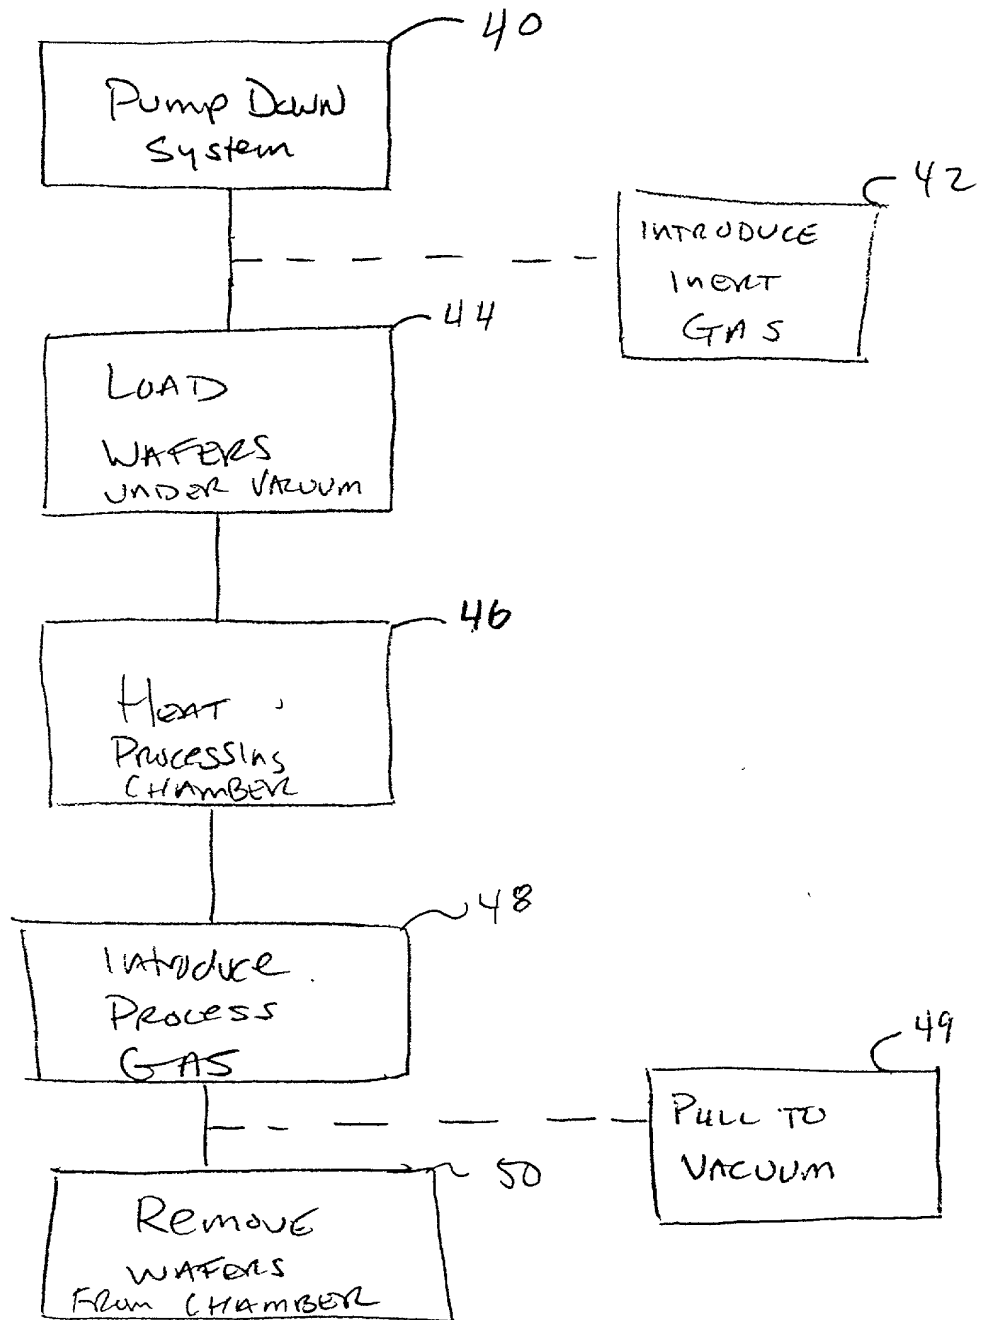 40
Pump Down
System
42
INTRODUCE
INERT
GAS
44
LOAD
WAFERS
UNDER VACUUM
46
HEAT
PROCESSING
CHAMBER
48
Introduce
Process
GAS
49
PULL TO
VACUUM
50
REMOVE
WAFERS
FROM CHAMBER